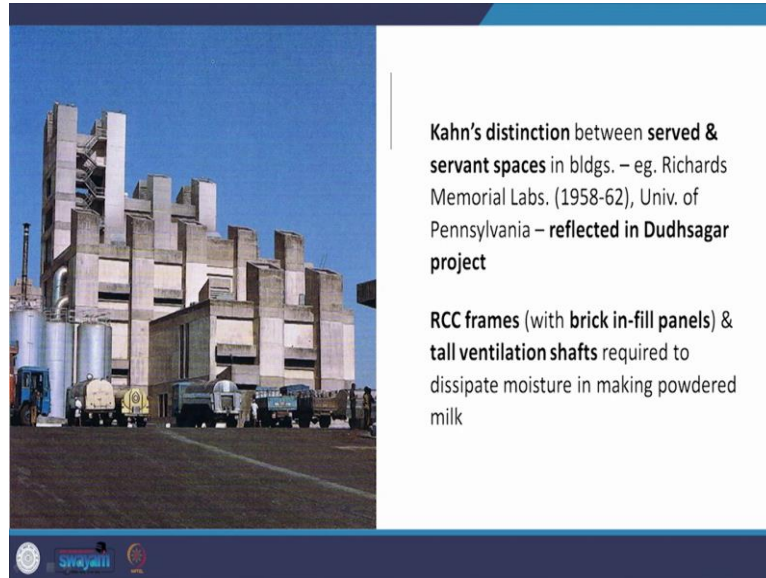 Kahn's distinction between served &
servant spaces in bldgs. – eg. Richards
Memorial Labs. (1958-62), Univ. of
Pennsylvania – reflected in Dudhsagar
project
RCC frames (with brick in-fill panels) &
tall ventilation shafts required to
dissipate moisture in making powdered
milk
swayam